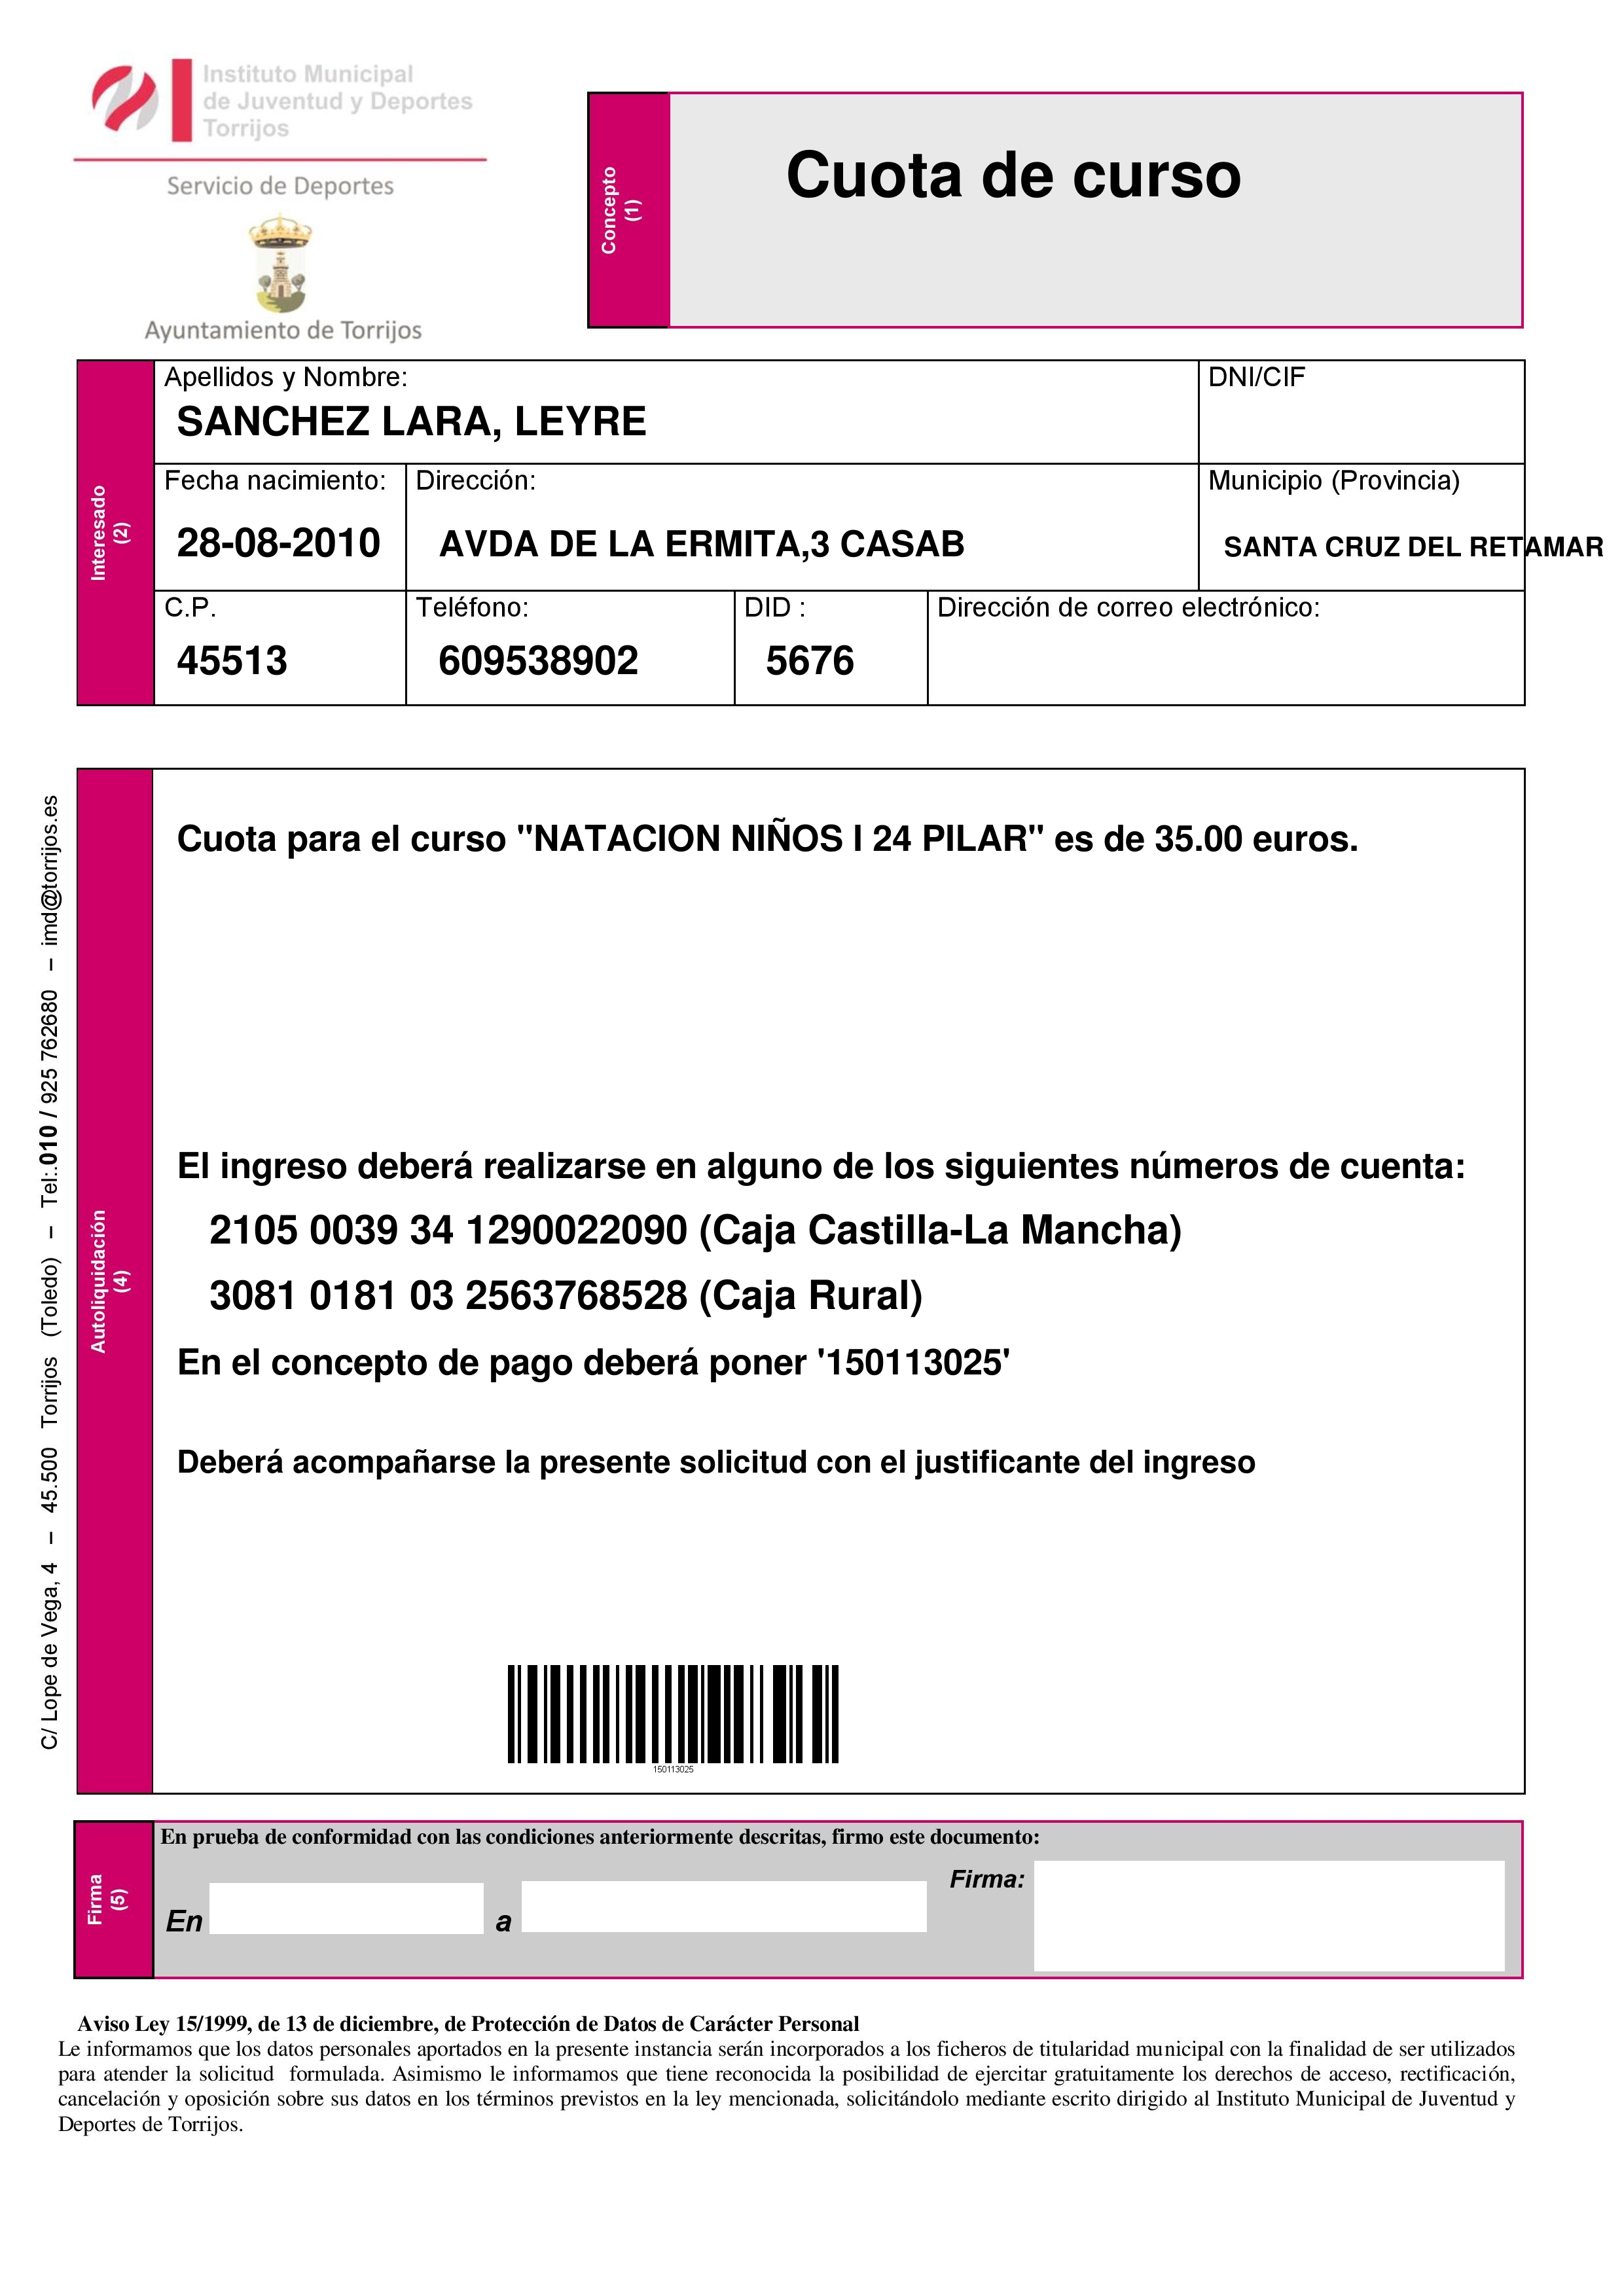 Instituto Municipal
de Juventud y Deportes
Torrijos
Servicio de Deportes
Ayuntamiento de Torrijos
Concepto
(1)
Cuota de curso
Interesado
(2)
Apellidos y Nombre:
SANCHEZ LARA, LEYRE
DNI/CIF
Fecha nacimiento:
28-08-2010
Dirección:
AVDA DE LA ERMITA,3 CASAB
Municipio (Provincia)
SANTA CRUZ DEL RETAMAR
C.P.
45513
Teléfono:
609538902
DID :
5676
Dirección de correo electrónico:
C/ Lope de Vega, 4 – 45.500 Torrijos (Toledo) – Tel:.010 / 925 762680 – imd@torrijos.es
Autoliquidación
(4)
Cuota para el curso "NATACION NIÑOS I 24 PILAR" es de 35.00 euros.
El ingreso deberá realizarse en alguno de los siguientes números de cuenta:
2105 0039 34 1290022090 (Caja Castilla-La Mancha)
3081 0181 03 2563768528 (Caja Rural)
En el concepto de pago deberá poner '150113025'
Deberá acompañarse la presente solicitud con el justificante del ingreso
150113025
Firma
(5)
En prueba de conformidad con las condiciones anteriormente descritas, firmo este documento:
En
a
Firma:
Aviso Ley 15/1999, de 13 de diciembre, de Protección de Datos de Carácter Personal
Le informamos que los datos personales aportados en la presente instancia serán incorporados a los ficheros de titularidad municipal con la finalidad de ser utilizados
para atender la solicitud formulada. Asimismo le informamos que tiene reconocida la posibilidad de ejercitar gratuitamente los derechos de acceso, rectificación,
cancelación y oposición sobre sus datos en los términos previstos en la ley mencionada, solicitándolo mediante escrito dirigido al Instituto Municipal de Juventud y
Deportes de Torrijos.